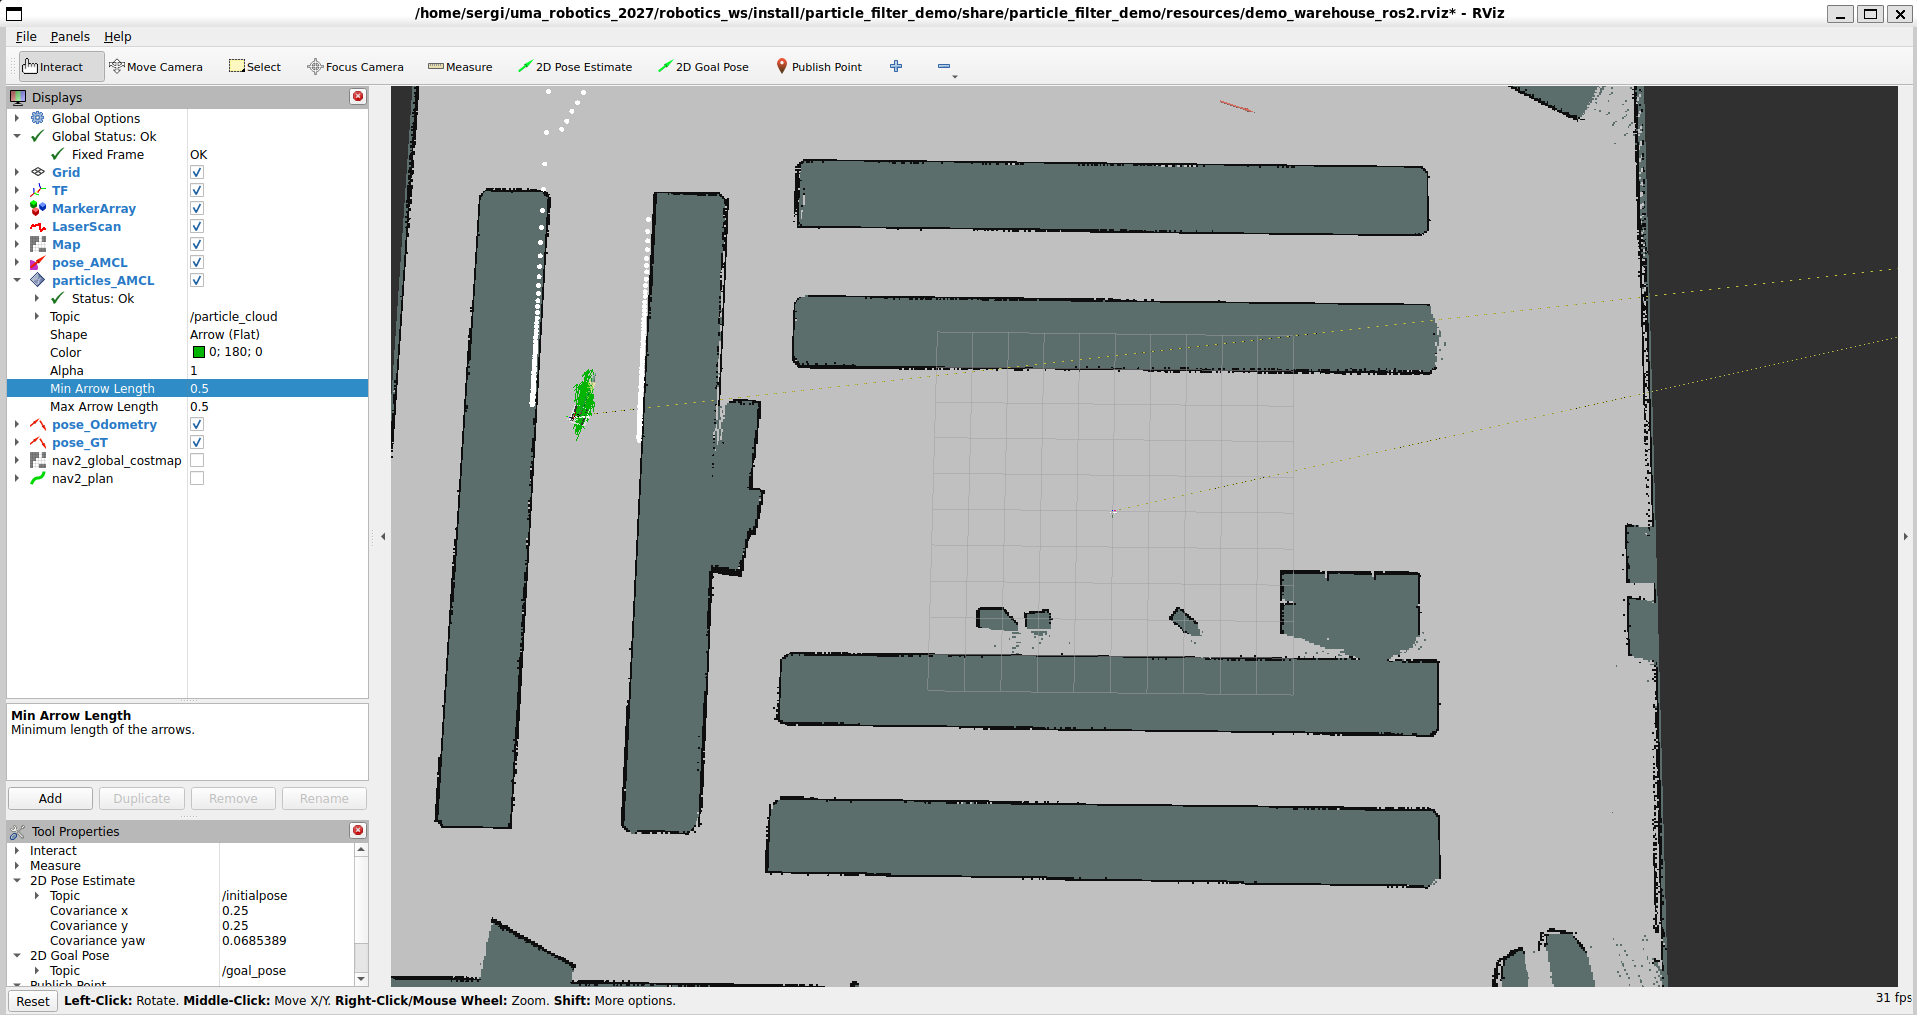 /home/sergi/uma_robotics_2027/robotics_ws/install/particle_filter_demo/share/particle_filter_demo/resources/demo_warehouse_ros2.rviz* - RViz
File Panels Help
Interact Move Camera Select Focus Camera Measure 2D Pose Estimate 2D Goal Pose Publish Point
Displays
Global Options
Global Status: Ok
Fixed Frame OK
Grid
TF
MarkerArray
LaserScan
Map
pose_AMCL
particles_AMCL
Status: Ok
Topic /particle_cloud
Shape Arrow (Flat)
Color 0; 180; 0
Alpha 1
Min Arrow Length 0.5
Max Arrow Length 0.5
pose_Odometry
pose_GT
nav2_global_costmap
nav2_plan
Min Arrow Length
Minimum length of the arrows.
Add Duplicate Remove Rename
Tool Properties
Interact
Measure
2D Pose Estimate
Topic /initialpose
Covariance x 0.25
Covariance y 0.25
Covariance yaw 0.0685389
2D Goal Pose
Topic /goal_pose
Publish Point
Reset Left-Click: Rotate. Middle-Click: Move X/Y. Right-Click/Mouse Wheel: Zoom. Shift: More options. 31 fps